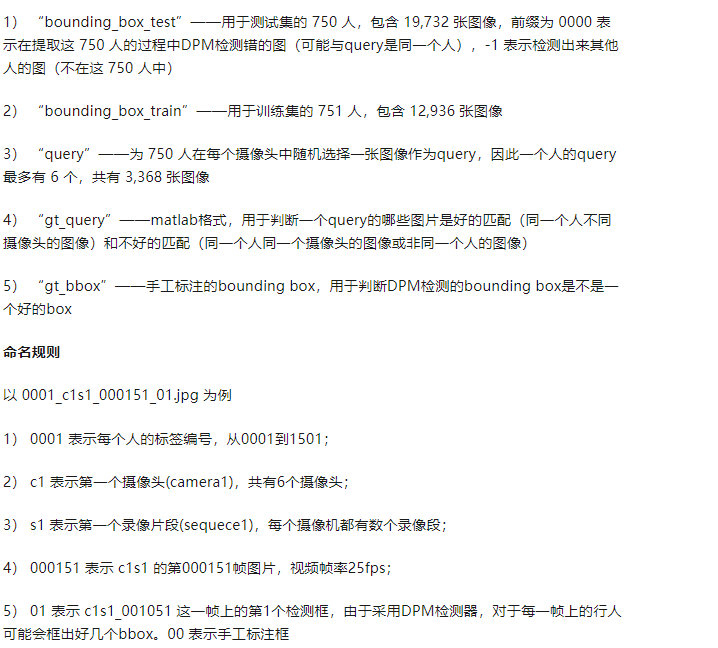 1） “bounding_box_test”——用于测试集的 750 人，包含 19,732 张图像，前缀为 0000 表
示在提取这 750 人的过程中DPM检测错的图（可能与query是同一个人），-1 表示检测出来其他
人的图（不在这 750 人中）
2） “bounding_box_train”——用于训练集的 751 人，包含 12,936 张图像
3） “query”——为 750 人在每个摄像头中随机选择一张图像作为query，因此一个人的query
最多有 6 个，共有 3,368 张图像
4） “gt_query”——matlab格式，用于判断一个query的哪些图片是好的匹配（同一个人不同
摄像头的图像）和不好的匹配（同一个人同一个摄像头的图像或非同一个人的图像）
5） “gt_bbox”——手工标注的bounding box，用于判断DPM检测的bounding box是不是一
个好的box
命名规则
以 0001_c1s1_000151_01.jpg 为例
1） 0001 表示每个人的标签编号，从0001到1501；
2） c1 表示第一个摄像头(camera1)，共有6个摄像头；
3） s1 表示第一个录像片段(sequece1)，每个摄像机都有数个录像段；
4） 000151 表示 c1s1 的第000151帧图片，视频帧率25fps；
5） 01 表示 c1s1_001051 这一帧上的第1个检测框，由于采用DPM检测器，对于每一帧上的行人
可能会框出好几个bbox。00 表示手工标注框